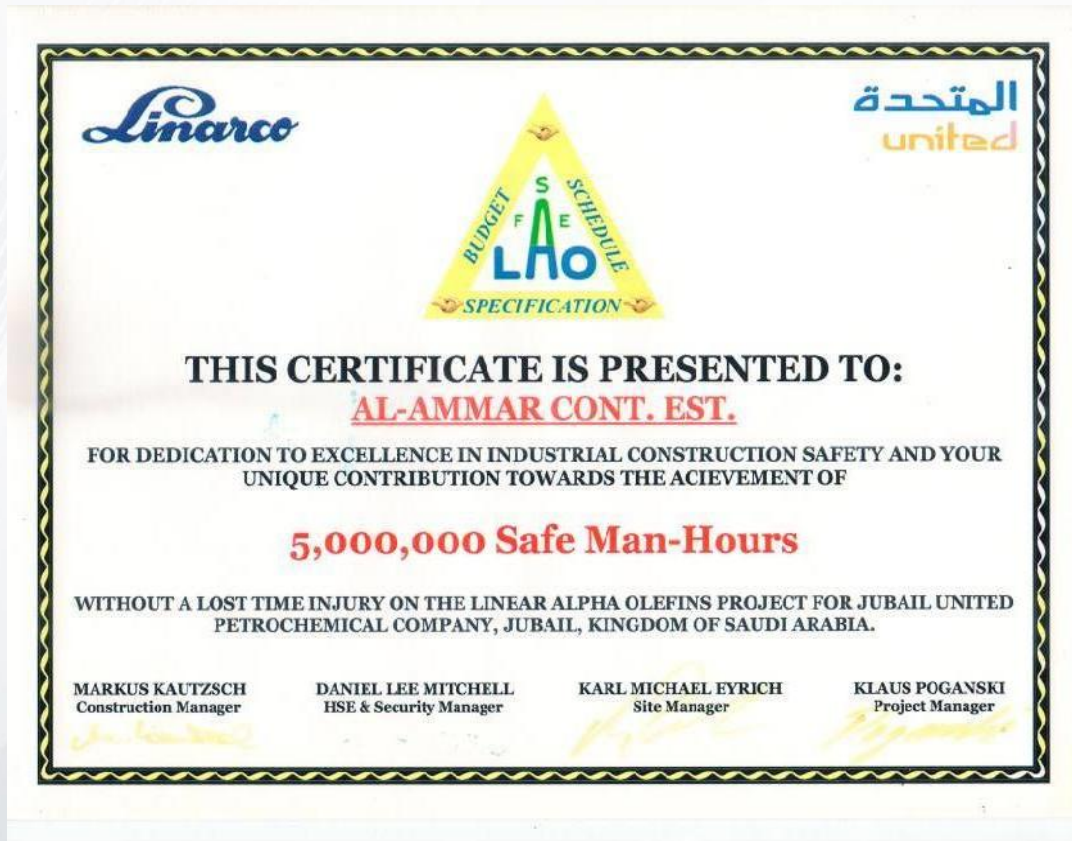 Linarco
المتحدة
united
BUDGET
SCHEDULE
S
F A E
LAO
SPECIFICATION
THIS CERTIFICATE IS PRESENTED TO:
AL-AMMAR CONT. EST.
FOR DEDICATION TO EXCELLENCE IN INDUSTRIAL CONSTRUCTION SAFETY AND YOUR
UNIQUE CONTRIBUTION TOWARDS THE ACIEVEMENT OF
5,000,000 Safe Man-Hours
WITHOUT A LOST TIME INJURY ON THE LINEAR ALPHA OLEFINS PROJECT FOR JUBAIL UNITED
PETROCHEMICAL COMPANY, JUBAIL, KINGDOM OF SAUDI ARABIA.
MARKUS KAUTZSCH
Construction Manager
DANIEL LEE MITCHELL
HSE & Security Manager
KARL MICHAEL EYRICH
Site Manager
KLAUS POGANSKI
Project Manager